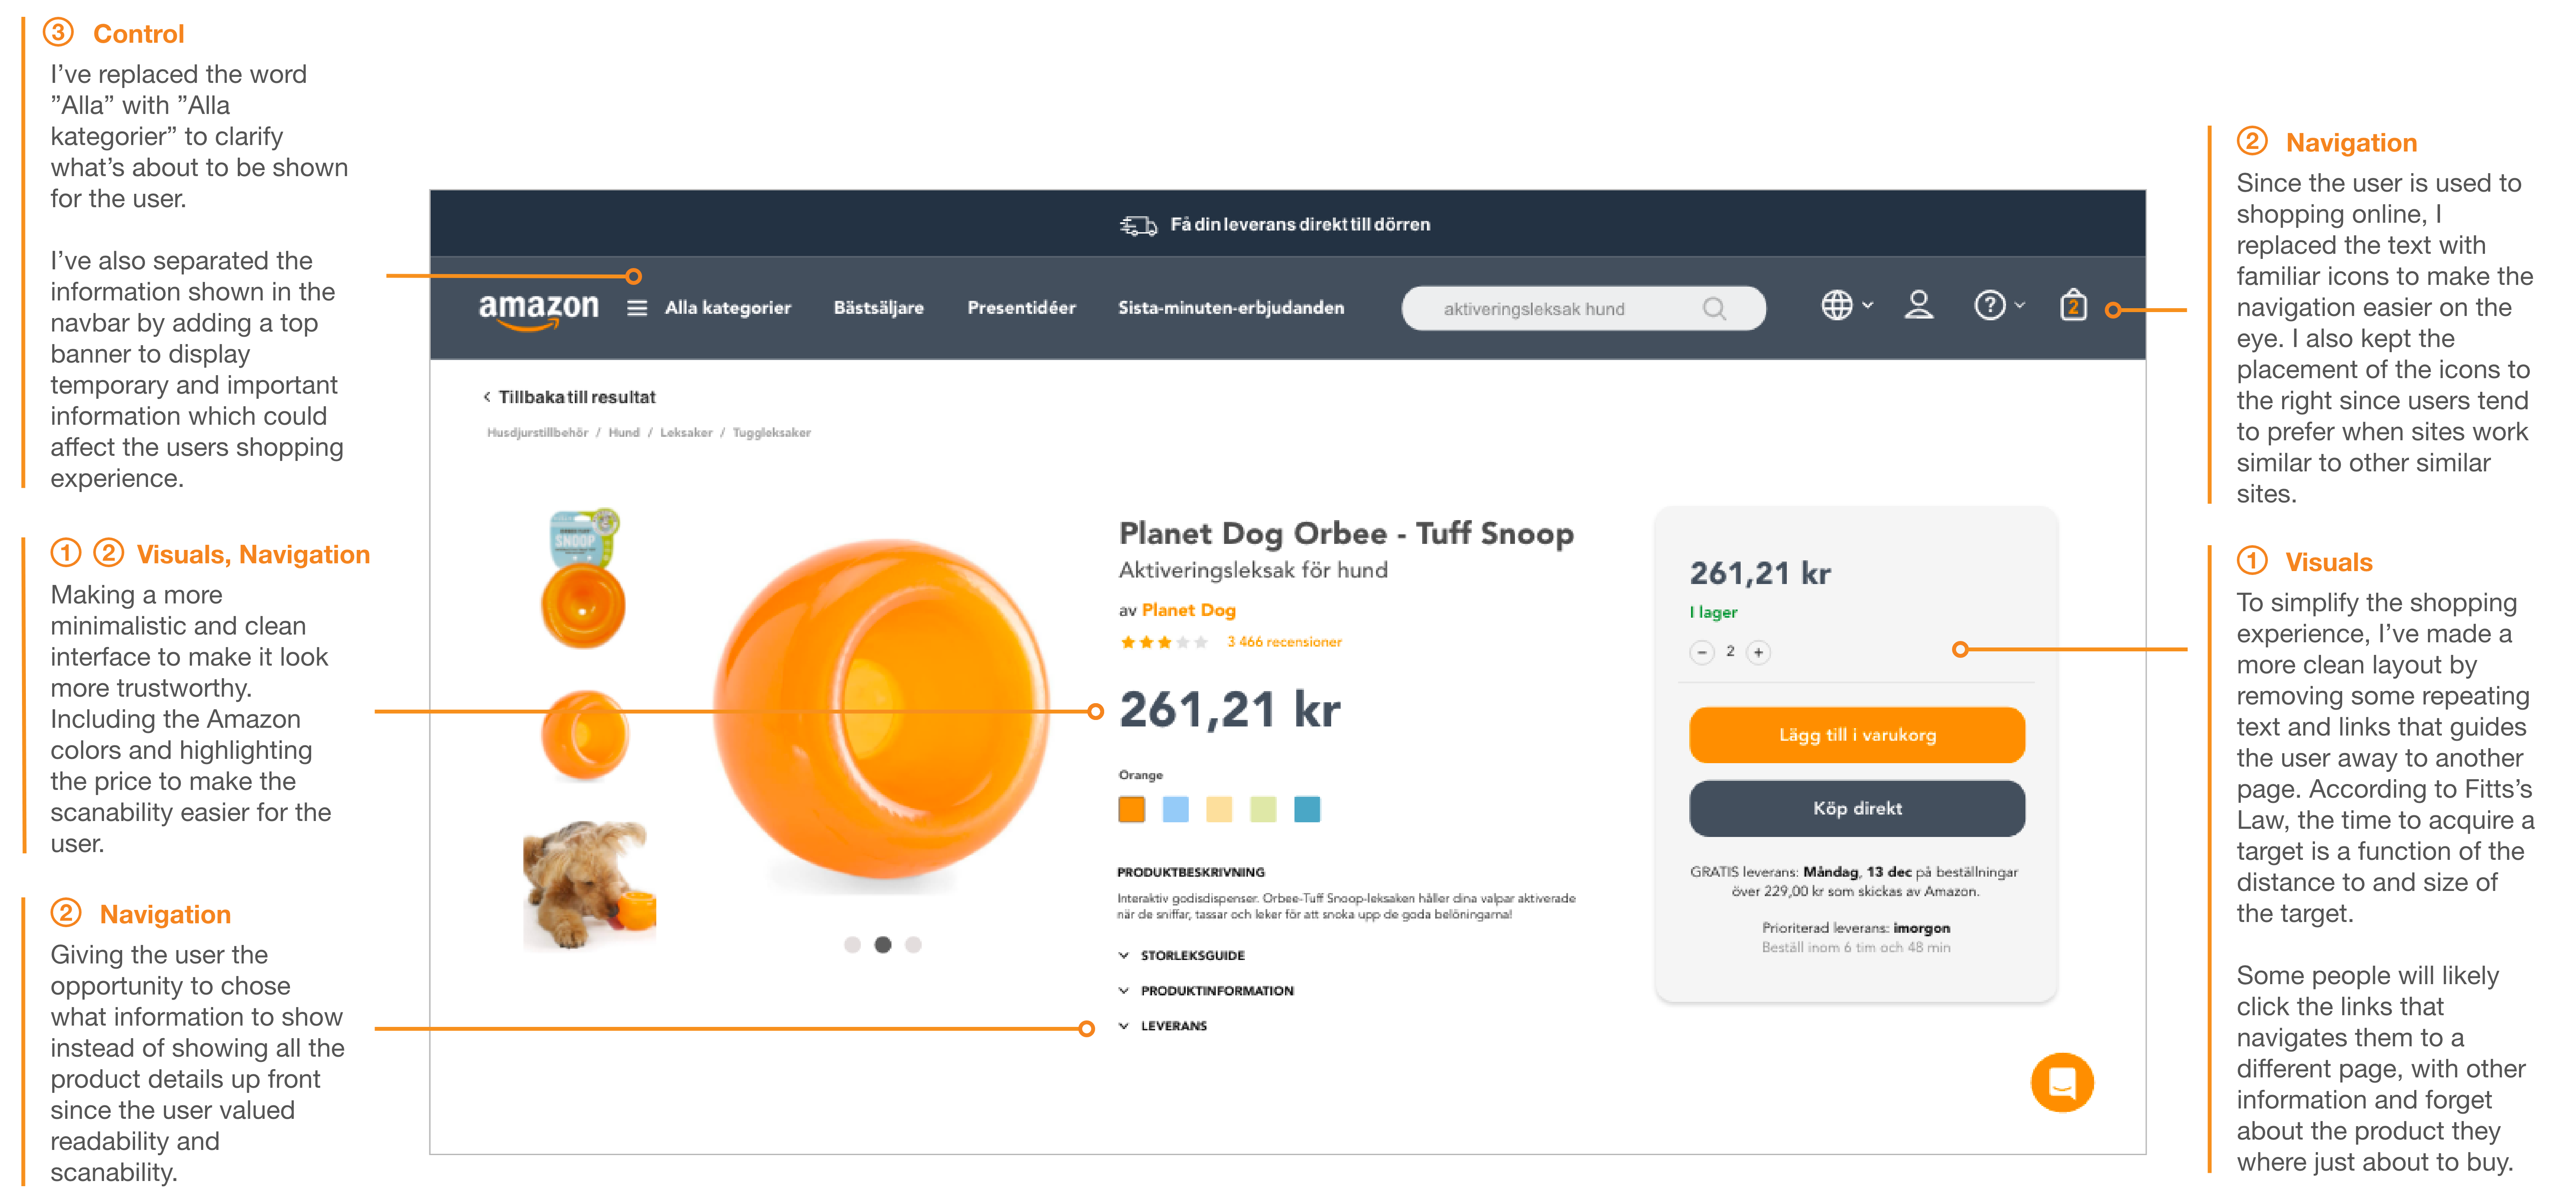 ③ Control
I’ve replaced the word
”Alla” with ”Alla
kategorier” to clarify
what’s about to be shown
for the user.
I’ve also separated the
information shown in the
navbar by adding a top
banner to display
temporary and important
information which could
affect the users shopping
experience.
① ② Visuals, Navigation
Making a more
minimalistic and clean
interface to make it look
more trustworthy.
Including the Amazon
colors and highlighting
the price to make the
scanability easier for the
user.
② Navigation
Giving the user the
opportunity to chose
what information to show
instead of showing all the
product details up front
since the user valued
readability and
scanability.
Få din leverans direkt till dörren
amazon
Alla kategorier
Bästsäljare
Presentidéer
Sista-minuten-erbjudanden
aktiveringsleksak hund
?
2
‹ Tillbaka till resultat
Husdjurstillbehör / Hund / Leksaker / Tuggleksaker
SNOOP
Planet Dog Orbee - Tuff Snoop
Aktiveringsleksak för hund
av Planet Dog
3 466 recensioner
261,21 kr
Orange
PRODUKTBESKRIVNING
Interaktiv godisdispenser. Orbee-Tuff Snoop-leksaken håller dina valpar aktiverade
när de sniffar, tassar och leker för att snoka upp de goda belöningarna!
STORLEKSGUIDE
PRODUKTINFORMATION
LEVERANS
261,21 kr
I lager
− 2 +
Lägg till i varukorg
Köp direkt
GRATIS leverans: Måndag, 13 dec på beställningar
över 229,00 kr som skickas av Amazon.
Prioriterad leverans: imorgon
Beställ inom 6 tim och 48 min
② Navigation
Since the user is used to
shopping online, I
replaced the text with
familiar icons to make the
navigation easier on the
eye. I also kept the
placement of the icons to
the right since users tend
to prefer when sites work
similar to other similar
sites.
① Visuals
To simplify the shopping
experience, I’ve made a
more clean layout by
removing some repeating
text and links that guides
the user away to another
page. According to Fitts’s
Law, the time to acquire a
target is a function of the
distance to and size of
the target.
Some people will likely
click the links that
navigates them to a
different page, with other
information and forget
about the product they
where just about to buy.